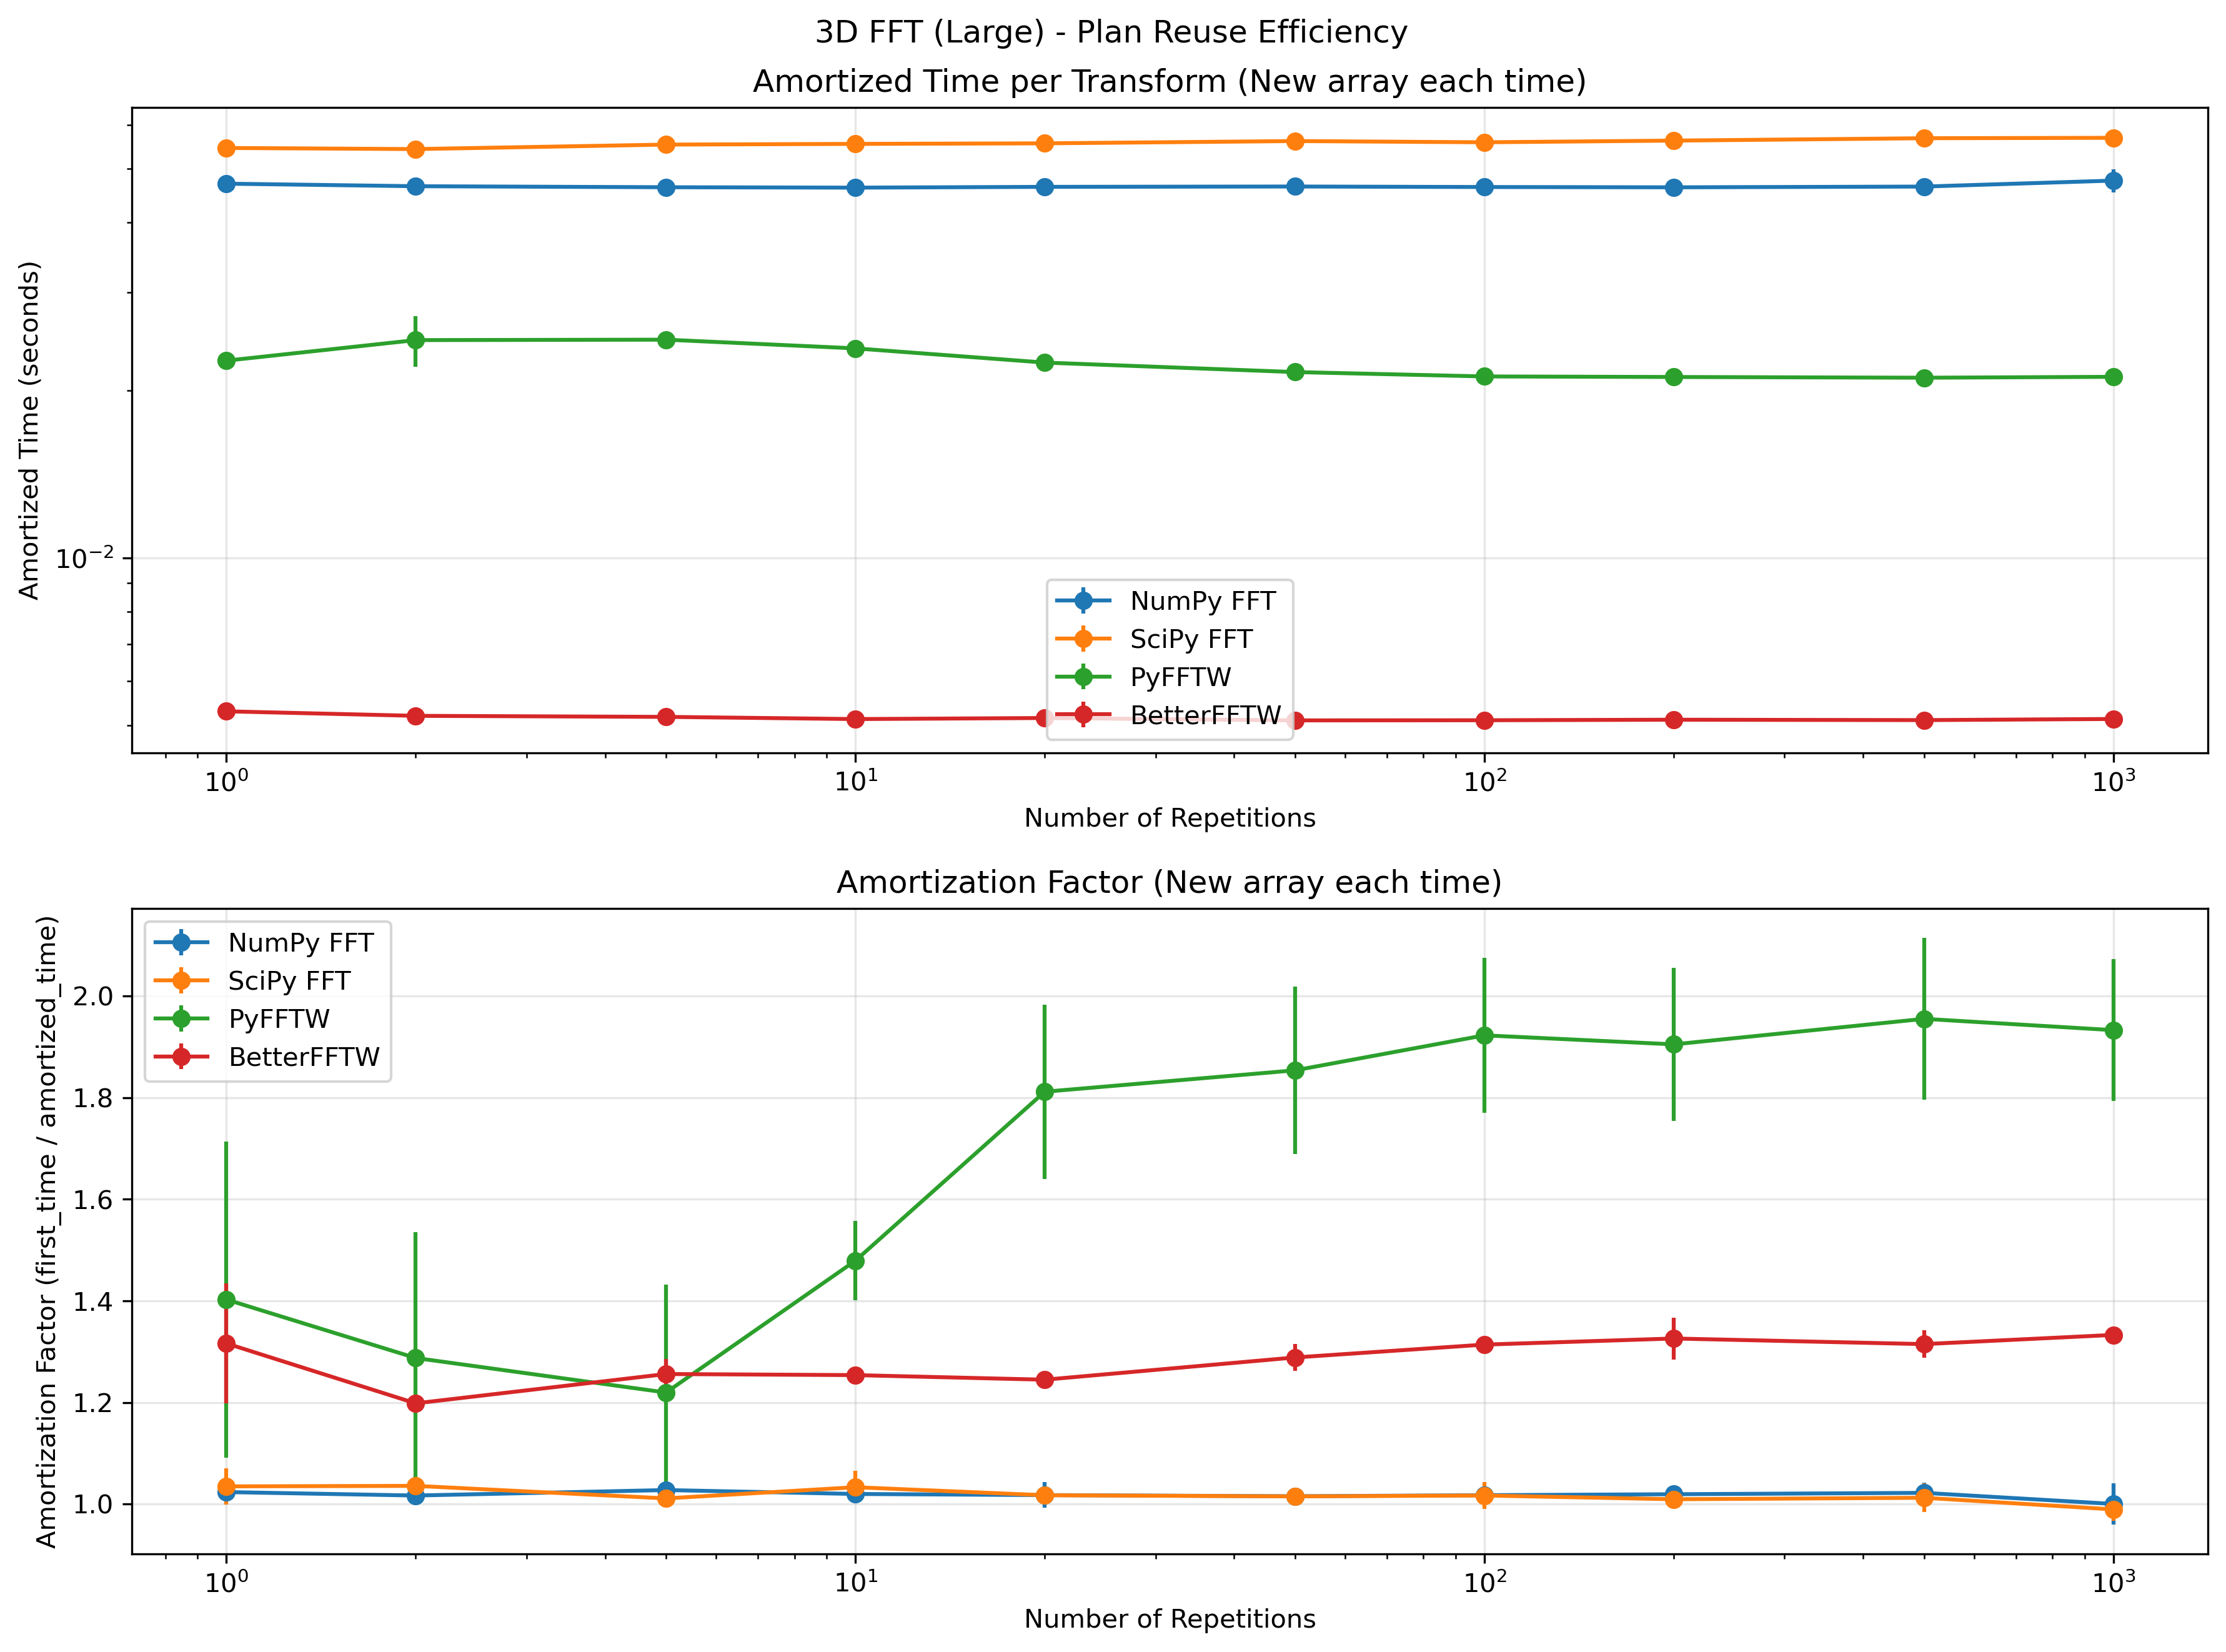 3D FFT (Large) - Plan Reuse Efficiency
Amortized Time per Transform (New array each time)
Amortized Time (seconds)
10⁻²
NumPy FFT
SciPy FFT
PyFFTW
BetterFFTW
10⁰ 10¹ 10² 10³
Number of Repetitions
Amortization Factor (New array each time)
Amortization Factor (first_time / amortized_time)
2.0
1.8
1.6
1.4
1.2
1.0
NumPy FFT
SciPy FFT
PyFFTW
BetterFFTW
10⁰ 10¹ 10² 10³
Number of Repetitions